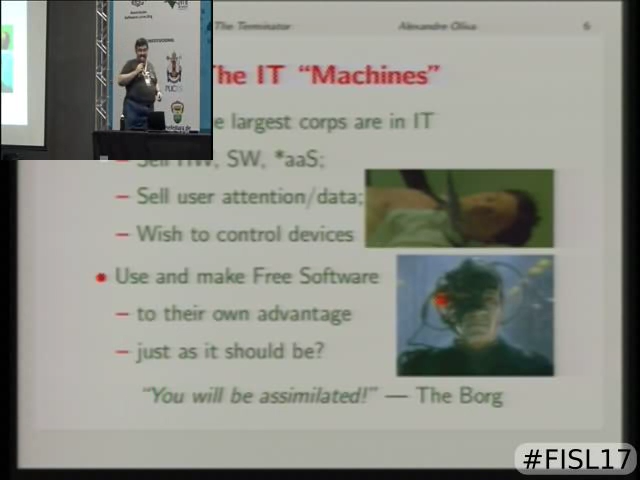 The Terminator
Alexandre Oliva
6
The IT “Machines”
e largest corps are in IT
– Sell HW, SW, *aaS;
– Sell user attention/data;
– Wish to control devices
• Use and make Free Software
– to their own advantage
– just as it should be?
“You will be assimilated!” — The Borg
#FISL17